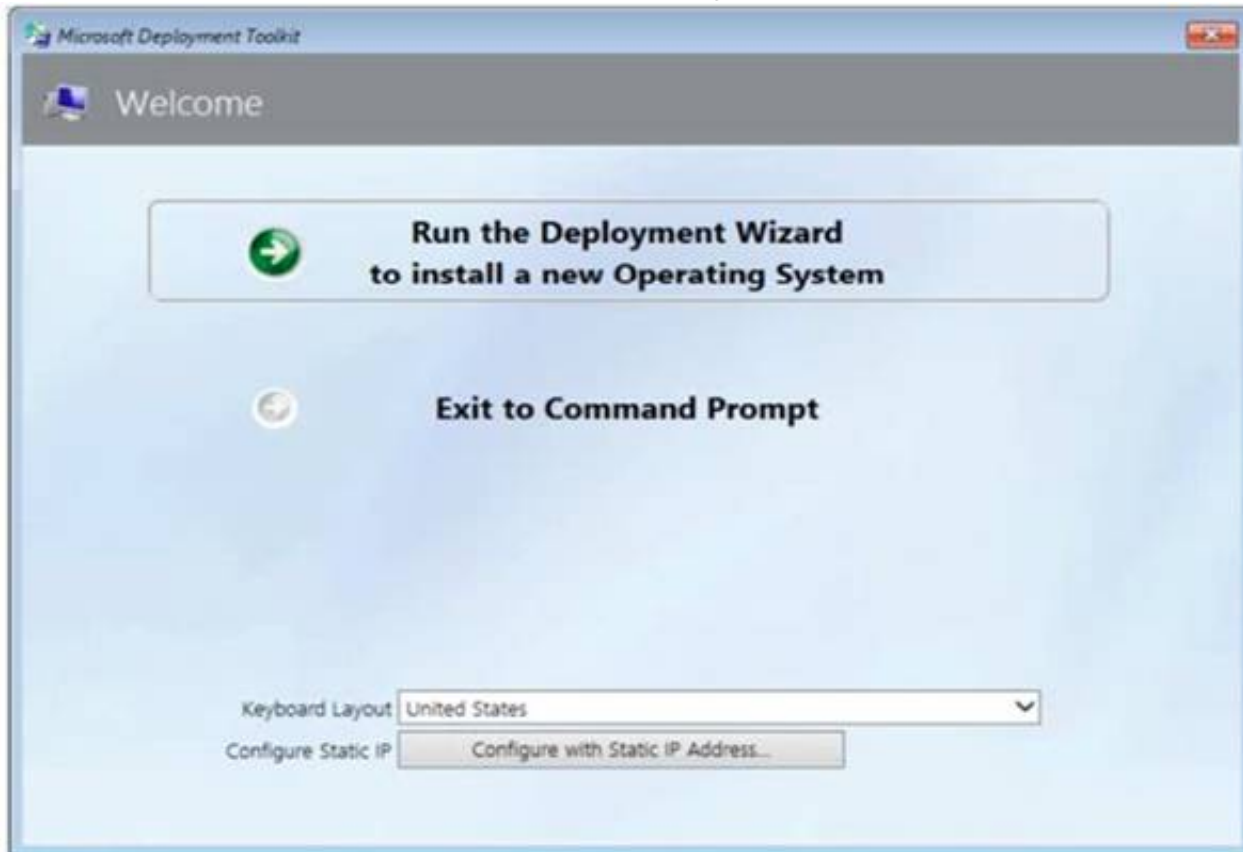 Microsoft Deployment Toolkit
Welcome
Run the Deployment Wizard
to install a new Operating System
Exit to Command Prompt
Keyboard Layout United States
Configure Static IP Configure with Static IP Address...